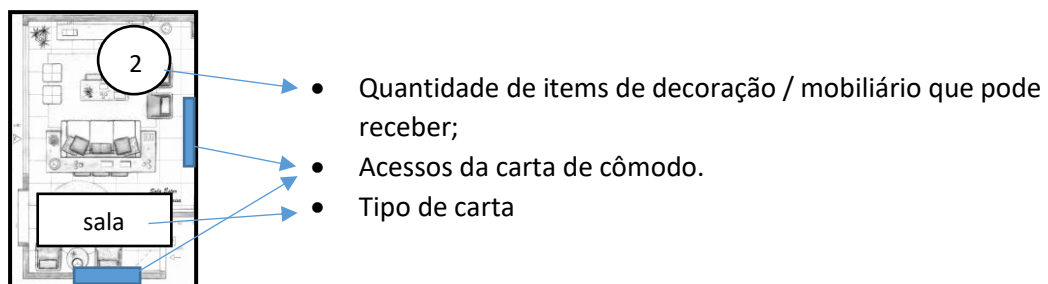 2
• Quantidade de items de decoração / mobiliário que pode
receber;
• Acessos da carta de cômodo.
• Tipo de carta
sala